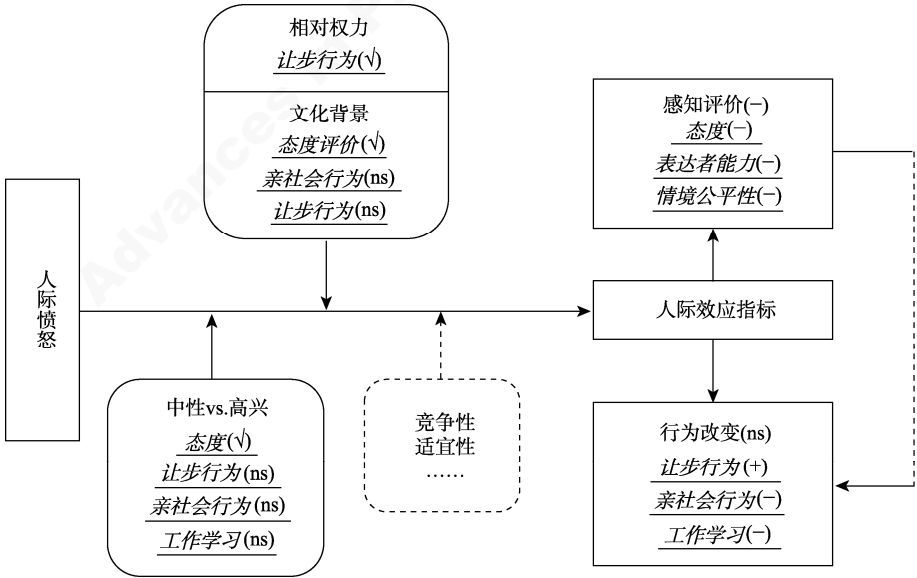 人际愤怒
相对权力
让步行为(√)
文化背景
态度评价(√)
亲社会行为(ns)
让步行为(ns)
中性vs.高兴
态度(√)
让步行为(ns)
亲社会行为(ns)
工作学习(ns)
竞争性
适宜性
……
感知评价(−)
态度(−)
表达者能力(−)
情境公平性(−)
人际效应指标
行为改变(ns)
让步行为(+)
亲社会行为(−)
工作学习(−)
Advances